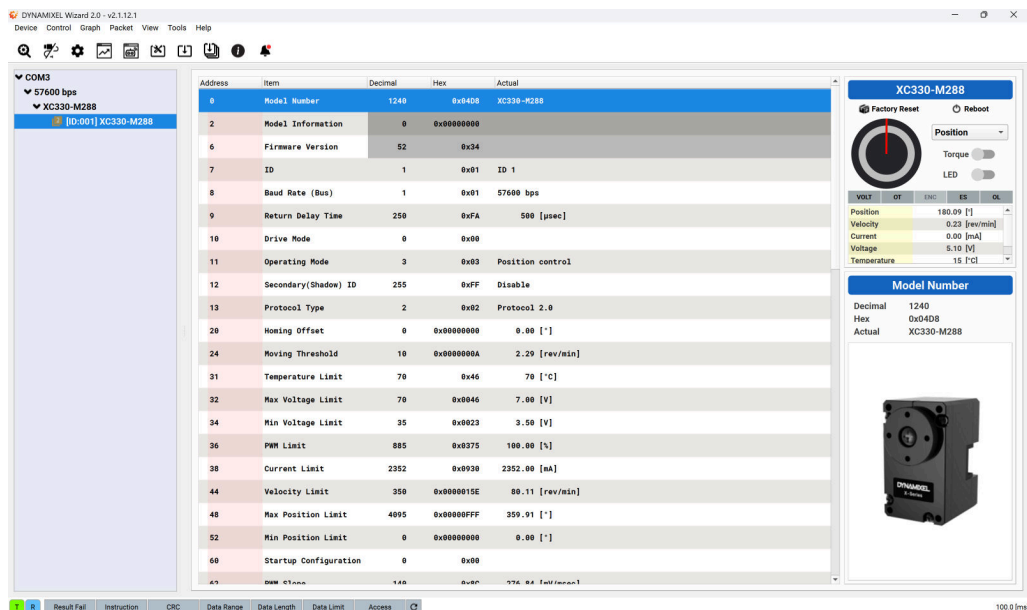 DYNAMIXEL Wizard 2.0 - v2.1.12.1
Device Control Graph Packet View Tools Help
COM3
57600 bps
XC330-M288
[ID:001] XC330-M288
Address Item Decimal Hex Actual
0 Model Number 1240 0x04D8 XC330-M288
2 Model Information 0 0x00000000
6 Firmware Version 52 0x34
7 ID 1 0x01 ID 1
8 Baud Rate (Bus) 1 0x01 57600 bps
9 Return Delay Time 250 0xFA 500 [μsec]
10 Drive Mode 0 0x00
11 Operating Mode 3 0x03 Position control
12 Secondary(Shadow) ID 255 0xFF Disable
13 Protocol Type 2 0x02 Protocol 2.0
20 Homing Offset 0 0x00000000 0.00 [°]
24 Moving Threshold 10 0x0000000A 2.29 [rev/min]
31 Temperature Limit 70 0x46 70 [°C]
32 Max Voltage Limit 70 0x0046 7.00 [V]
34 Min Voltage Limit 35 0x0023 3.50 [V]
36 PWM Limit 885 0x0375 100.00 [%]
38 Current Limit 2352 0x0930 2352.00 [mA]
44 Velocity Limit 350 0x0000015E 80.11 [rev/min]
48 Max Position Limit 4095 0x00000FFF 359.91 [°]
52 Min Position Limit 0 0x00000000 0.00 [°]
60 Startup Configuration 0 0x00
62 PWM Slope 140 0x8C 276.84 [mV/msec]
XC330-M288
Factory Reset Reboot
Position
Torque
LED
VOLT OT ENC ES OL
Position 180.09 [°]
Velocity 0.23 [rev/min]
Current 0.00 [mA]
Voltage 5.10 [V]
Temperature 15 [°C]
Model Number
Decimal 1240
Hex 0x04D8
Actual XC330-M288
DYNAMIXEL
X-Series
T R Result Fail Instruction CRC Data Range Data Length Data Limit Access
100.0 [ms